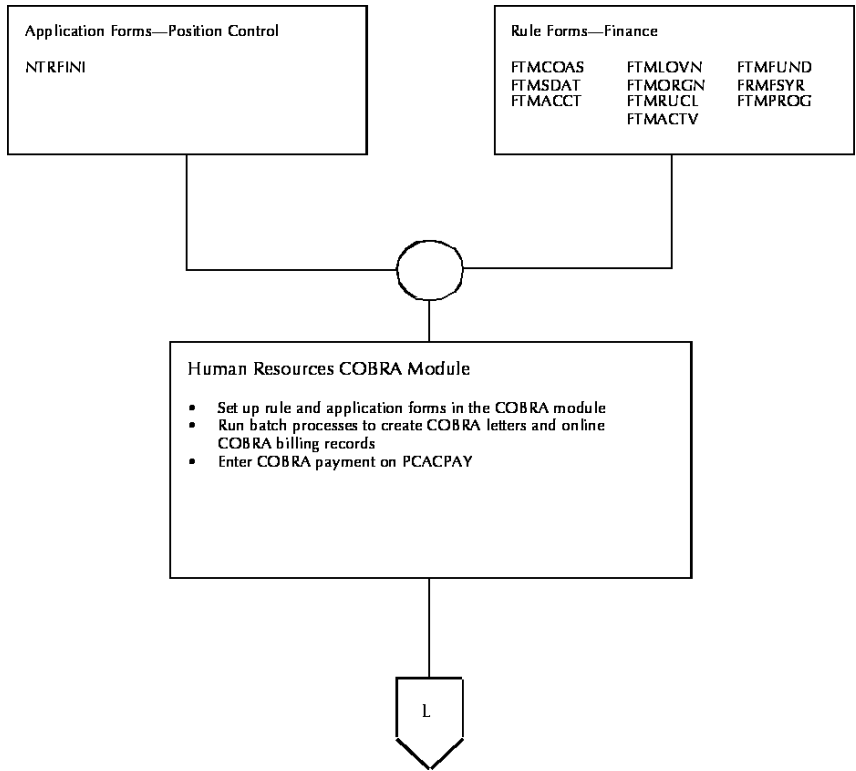 Application Forms—Position Control
NTRFINI
Rule Forms—Finance
FTMCOAS FTMLOVN FTMFUND
FTMSDAT FTMORGN FRMFSYR
FTMACCT FTMRUCL FTMPROG
FTMACTV
Human Resources COBRA Module
• Set up rule and application forms in the COBRA module
• Run batch processes to create COBRA letters and online
COBRA billing records
• Enter COBRA payment on PCACPAY
L